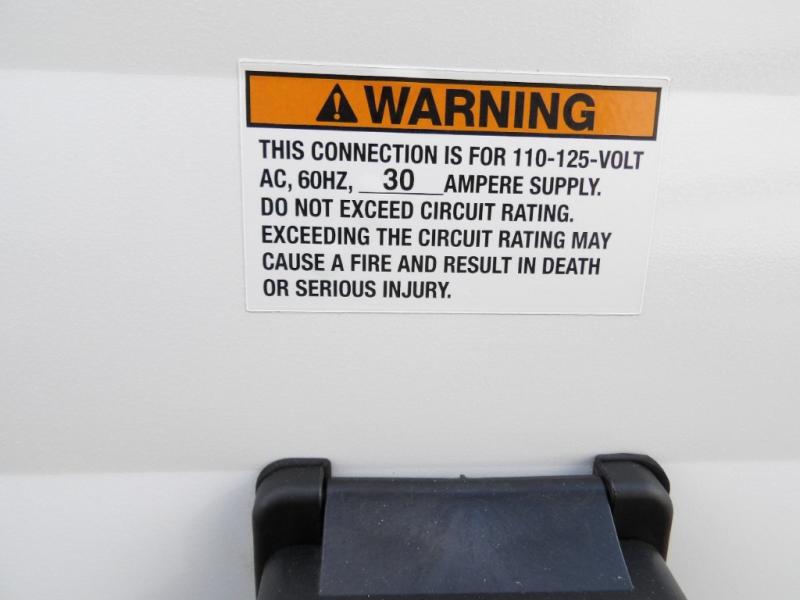 WARNING
THIS CONNECTION IS FOR 110-125-VOLT
AC, 60HZ, 30 AMPERE SUPPLY.
DO NOT EXCEED CIRCUIT RATING.
EXCEEDING THE CIRCUIT RATING MAY
CAUSE A FIRE AND RESULT IN DEATH
OR SERIOUS INJURY.